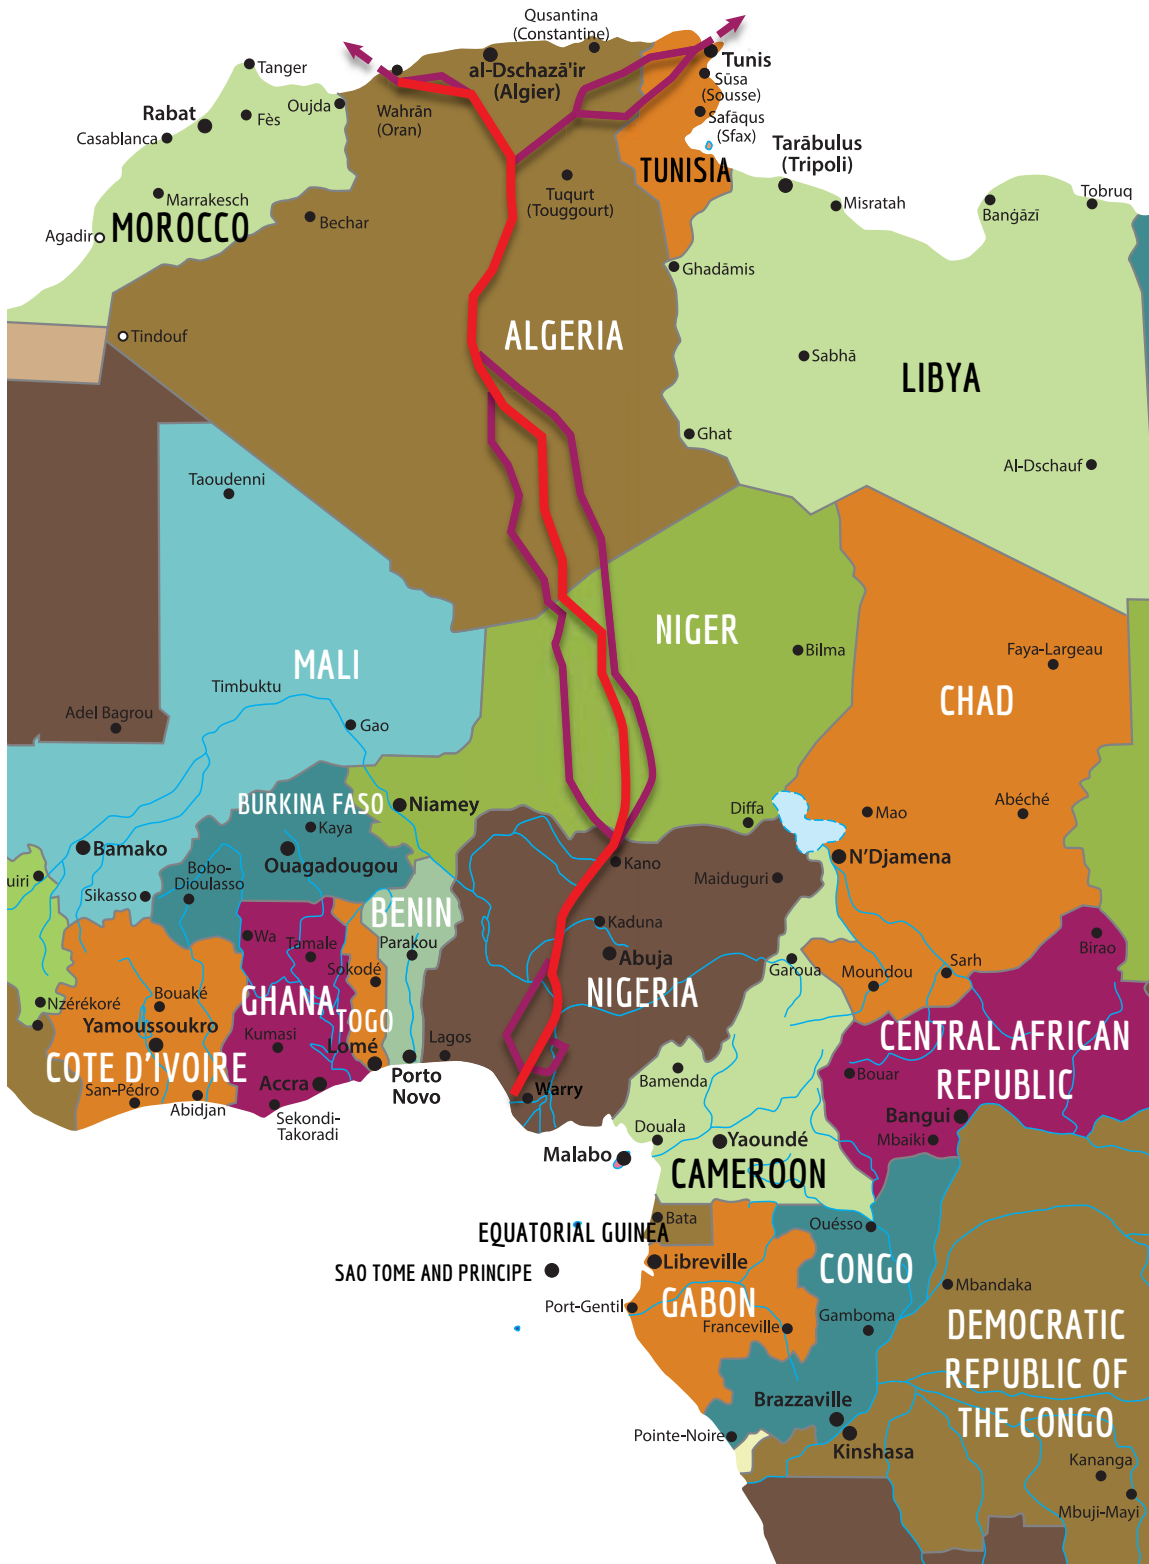 Qusantina
(Constantine)
Tanger
al-Dschazā'ir
(Algier)
Tunis
Sūsa
(Sousse)
Oujda
Rabat
Fès
Wahrān
(Oran)
Safāqus
(Sfax)
Casablanca
Tarābulus
(Tripoli)
TUNISIA
Marrakesch
Tuqurt
(Touggourt)
Misratah
Banġāzī
Tobruq
Agadir
MOROCCO
Bechar
Ghadāmis
Tindouf
ALGERIA
Sabhā
LIBYA
Ghat
Al-Dschauf
Taoudenni
NIGER
Bilma
Faya-Largeau
MALI
Timbuktu
CHAD
Adel Bagrou
Gao
BURKINA FASO
Niamey
Diffa
Mao
Abéché
Kaya
Bamako
Ouagadougou
N'Djamena
Kano
Maiduguri
uiri
Bobo-
Dioulasso
Sikasso
BENIN
Kaduna
Wa
Tamale
Parakou
Abuja
Birao
Sokodé
Garoua
Moundou
Sarh
NIGERIA
Nzérékoré
Bouaké
GHANA
TOGO
Yamoussoukro
Kumasi
Lomé
Lagos
CENTRAL AFRICAN
REPUBLIC
COTE D'IVOIRE
Accra
Porto
Novo
Warry
Bamenda
Bouar
San-Pédro
Abidjan
Sekondi-
Takoradi
Bangui
Douala
Yaoundé
Mbaiki
Malabo
CAMEROON
Bata
EQUATORIAL GUINEA
Ouésso
Libreville
SAO TOME AND PRINCIPE
CONGO
Mbandaka
Port-Gentil
GABON
Gamboma
Franceville
DEMOCRATIC
REPUBLIC OF
THE CONGO
Brazzaville
Pointe-Noire
Kinshasa
Kananga
Mbuji-Mayi